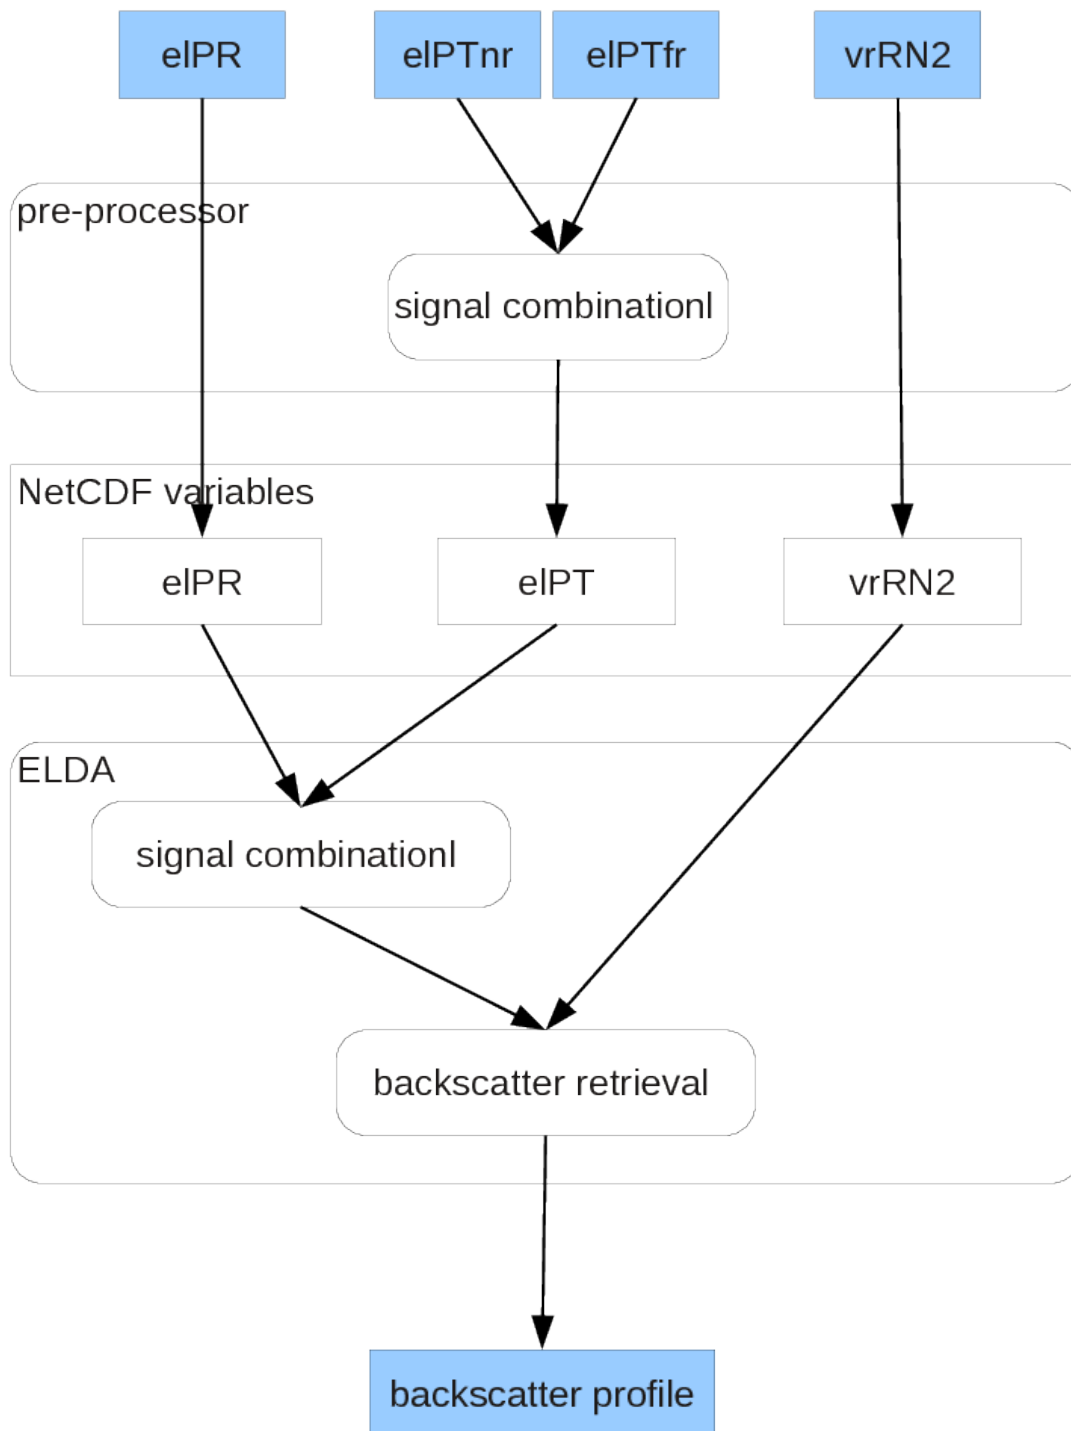 elPR
elPTnr
elPTfr
vrRN2
pre-processor
signal combinationl
NetCDF variables
elPR
elPT
vrRN2
ELDA
signal combinationl
backscatter retrieval
backscatter profile